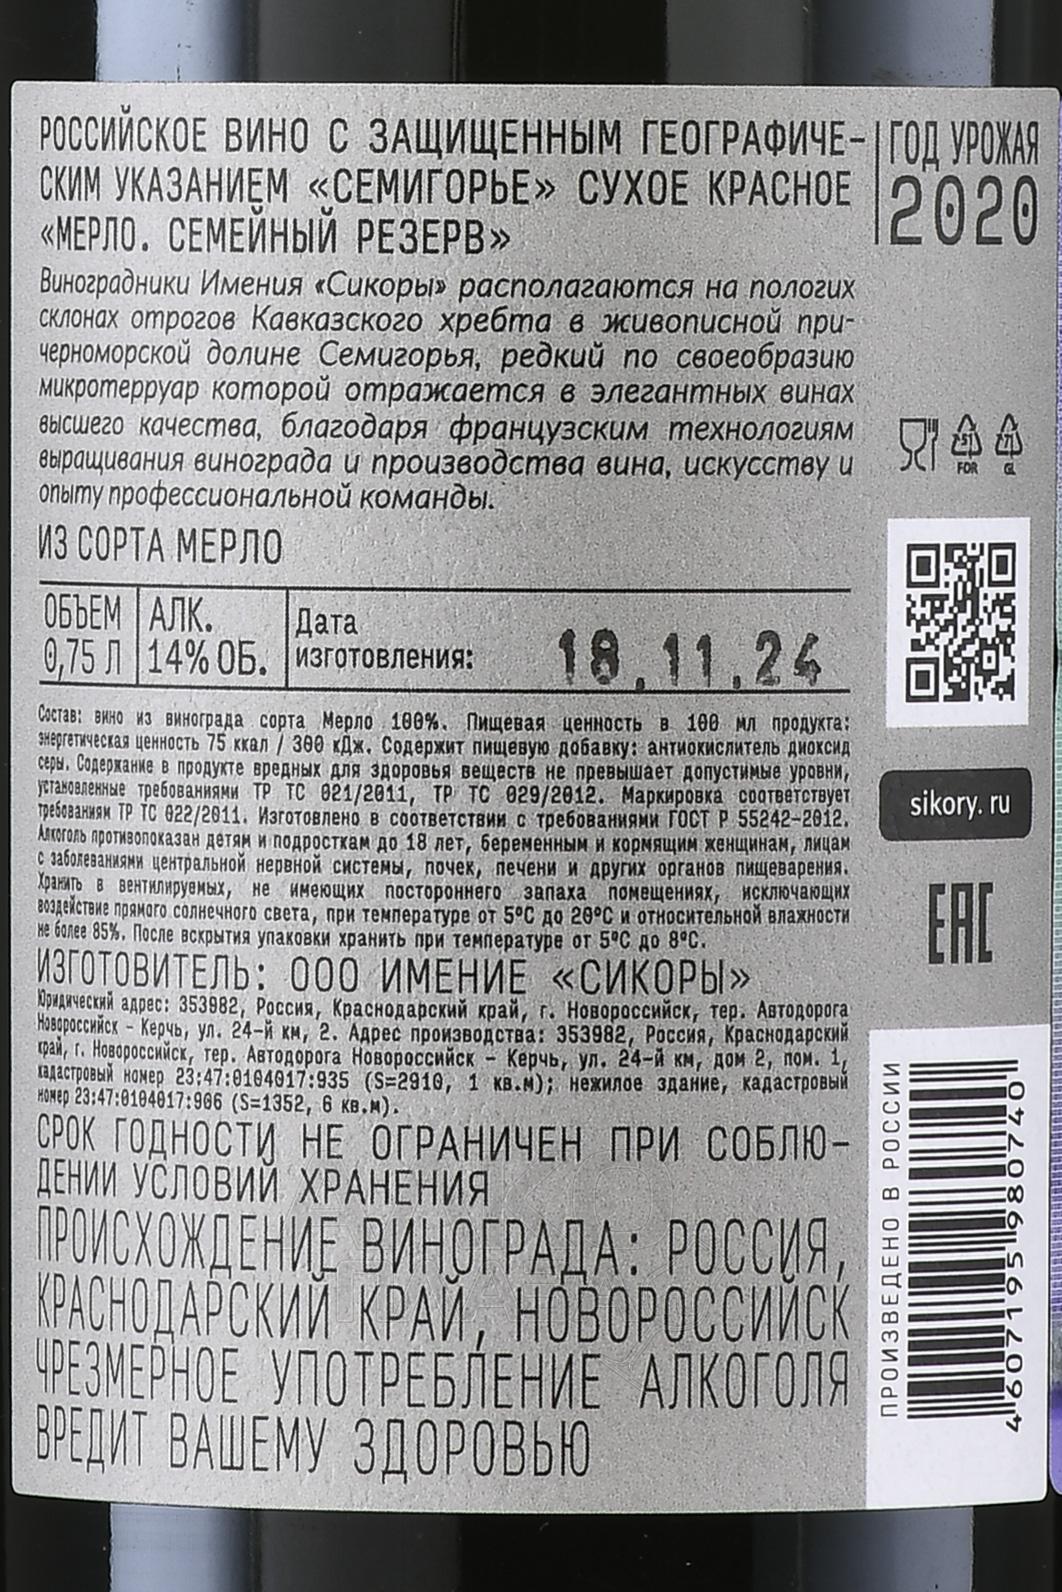 РОССИЙСКОЕ ВИНО С ЗАЩИЩЕННЫМ ГЕОГРАФИЧЕ-
СКИМ УКАЗАНИЕМ «СЕМИГОРЬЕ» СУХОЕ КРАСНОЕ
«МЕРЛО. СЕМЕЙНЫЙ РЕЗЕРВ»
ГОД УРОЖАЯ
2020
Виноградники Имения «Сикоры» располагаются на пологих
склонах отрогов Кавказского хребта в живописной при-
черноморской долине Семигорья, редкий по своеобразию
микротерруар которой отражается в элегантных винах
высшего качества, благодаря французским технологиям
выращивания винограда и производства вина, искусству и
опыту профессиональной команды.
FOR
GL
ИЗ СОРТА МЕРЛО
ОБЪЕМ
0,75 Л
АЛК.
14% ОБ.
Дата
изготовления:
18.11.24
Состав: вино из винограда сорта Мерло 100%. Пищевая ценность в 100 мл продукта:
энергетическая ценность 75 ккал / 300 кДж. Содержит пищевую добавку: антиокислитель диоксид
серы. Содержание в продукте вредных для здоровья веществ не превышает допустимые уровни,
установленные требованиями ТР ТС 021/2011, ТР ТС 029/2012. Маркировка соответствует
требованиям ТР ТС 022/2011. Изготовлено в соответствии с требованиями ГОСТ Р 55242-2012.
Алкоголь противопоказан детям и подросткам до 18 лет, беременным и кормящим женщинам, лицам
с заболеваниями центральной нервной системы, почек, печени и других органов пищеварения.
Хранить в вентилируемых, не имеющих постороннего запаха помещениях, исключающих
воздействие прямого солнечного света, при температуре от 5°С до 20°С и относительной влажности
не более 85%. После вскрытия упаковки хранить при температуре от 5°С до 8°С.
ИЗГОТОВИТЕЛЬ: ООО ИМЕНИЕ «СИКОРЫ»
Юридический адрес: 353982, Россия, Краснодарский край, г. Новороссийск, тер. Автодорога
Новороссийск - Керчь, ул. 24-й км, 2. Адрес производства: 353982, Россия, Краснодарский
край, г. Новороссийск, тер. Автодорога Новороссийск - Керчь, ул. 24-й км, дом 2, пом. 1,
кадастровый номер 23:47:0104017:935 (S=2910, 1 кв.м); нежилое здание, кадастровый
номер 23:47:0104017:906 (S=1352, 6 кв.м).
СРОК ГОДНОСТИ НЕ ОГРАНИЧЕН ПРИ СОБЛЮ-
ДЕНИИ УСЛОВИЙ ХРАНЕНИЯ
ПРОИСХОЖДЕНИЕ ВИНОГРАДА: РОССИЯ,
КРАСНОДАРСКИЙ КРАЙ, НОВОРОССИЙСК
ЧРЕЗМЕРНОЕ УПОТРЕБЛЕНИЕ АЛКОГОЛЯ
ВРЕДИТ ВАШЕМУ ЗДОРОВЬЮ
sikory.ru
ЕАС
ПРОИЗВЕДЕНО В РОССИИ
4 607195 980740